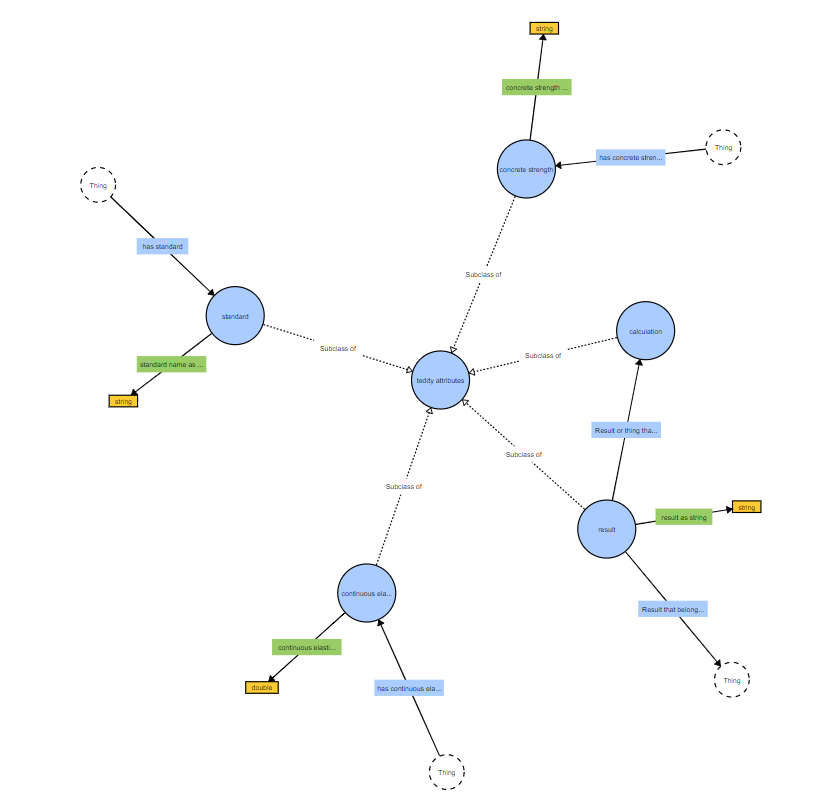 string
concrete strength ...
Thing
has concrete stren...
concrete strength
Thing
has standard
Subclass of
standard
calculation
Subclass of
Subclass of
standard name as ...
teddy attributes
string
Result or thing tha...
Subclass of
Subclass of
string
result as string
result
continuous ela...
Result that belong...
continuous elasti...
Thing
double
has continuous ela...
Thing